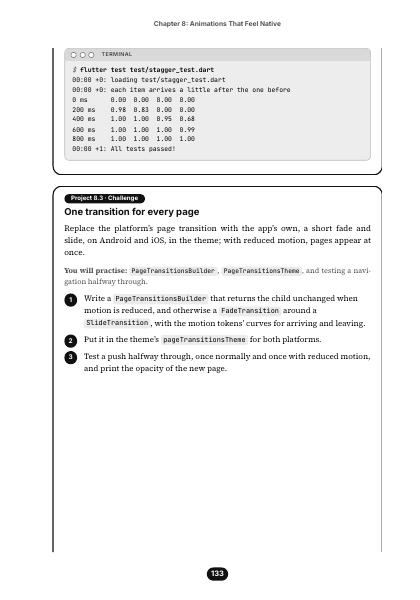 Chapter 8: Animations That Feel Native
TERMINAL
$ flutter test test/stagger_test.dart
00:00 +0: loading test/stagger_test.dart
00:00 +0: each item arrives a little after the one before
0 ms 0.00 0.00 0.00 0.00
200 ms 0.98 0.83 0.00 0.00
400 ms 1.00 1.00 0.95 0.68
600 ms 1.00 1.00 1.00 0.99
800 ms 1.00 1.00 1.00 1.00
00:00 +1: All tests passed!
Project 8.3 · Challenge
One transition for every page
Replace the platform's page transition with the app's own, a short fade and
slide, on Android and iOS, in the theme; with reduced motion, pages appear at
once.
You will practise: PageTransitionsBuilder, PageTransitionsTheme, and testing a navi-
gation halfway through.
1 Write a PageTransitionsBuilder that returns the child unchanged when
motion is reduced, and otherwise a FadeTransition around a
SlideTransition, with the motion tokens' curves for arriving and leaving.
2 Put it in the theme's pageTransitionsTheme for both platforms.
3 Test a push halfway through, once normally and once with reduced motion,
and print the opacity of the new page.
133